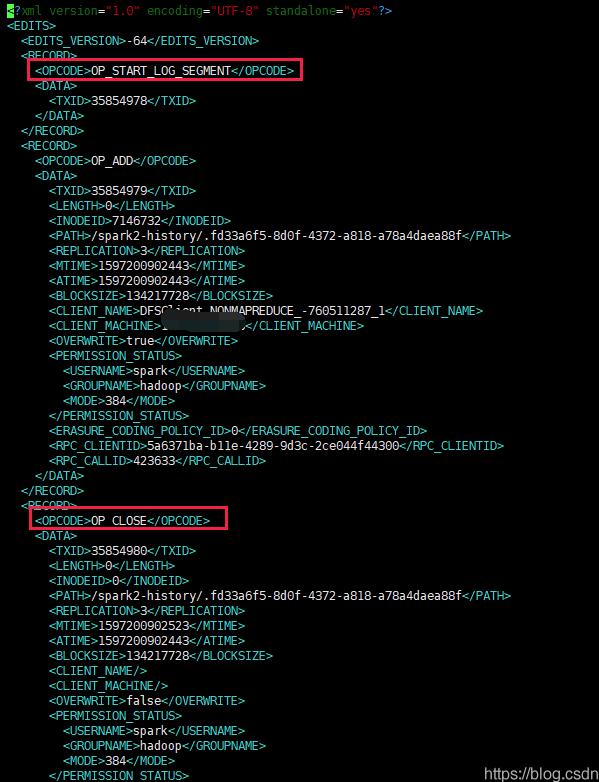 <?xml version="1.0" encoding="UTF-8" standalone="yes"?>
<EDITS>
<EDITS_VERSION>-64</EDITS_VERSION>
<RECORD>
<OPCODE>OP_START_LOG_SEGMENT</OPCODE>
<DATA>
<TXID>35854978</TXID>
</DATA>
</RECORD>
<RECORD>
<OPCODE>OP_ADD</OPCODE>
<DATA>
<TXID>35854979</TXID>
<LENGTH>0</LENGTH>
<INODEID>7146732</INODEID>
<PATH>/spark2-history/.fd33a6f5-8d0f-4372-a818-a78a4daea88f</PATH>
<REPLICATION>3</REPLICATION>
<MTIME>1597200902443</MTIME>
<ATIME>1597200902443</ATIME>
<BLOCKSIZE>134217728</BLOCKSIZE>
<CLIENT_NAME>DFSClient_NONMAPREDUCE_-760511287_1</CLIENT_NAME>
<CLIENT_MACHINE></CLIENT_MACHINE>
<OVERWRITE>true</OVERWRITE>
<PERMISSION_STATUS>
<USERNAME>spark</USERNAME>
<GROUPNAME>hadoop</GROUPNAME>
<MODE>384</MODE>
</PERMISSION_STATUS>
<ERASURE_CODING_POLICY_ID>0</ERASURE_CODING_POLICY_ID>
<RPC_CLIENTID>5a6371ba-b11e-4289-9d3c-2ce044f44300</RPC_CLIENTID>
<RPC_CALLID>423633</RPC_CALLID>
</DATA>
</RECORD>
<RECORD>
<OPCODE>OP_CLOSE</OPCODE>
<DATA>
<TXID>35854980</TXID>
<LENGTH>0</LENGTH>
<INODEID>0</INODEID>
<PATH>/spark2-history/.fd33a6f5-8d0f-4372-a818-a78a4daea88f</PATH>
<REPLICATION>3</REPLICATION>
<MTIME>1597200902523</MTIME>
<ATIME>1597200902443</ATIME>
<BLOCKSIZE>134217728</BLOCKSIZE>
<CLIENT_NAME/>
<CLIENT_MACHINE/>
<OVERWRITE>false</OVERWRITE>
<PERMISSION_STATUS>
<USERNAME>spark</USERNAME>
<GROUPNAME>hadoop</GROUPNAME>
<MODE>384</MODE>
</PERMISSION_STATUS>
https://blog.csdn